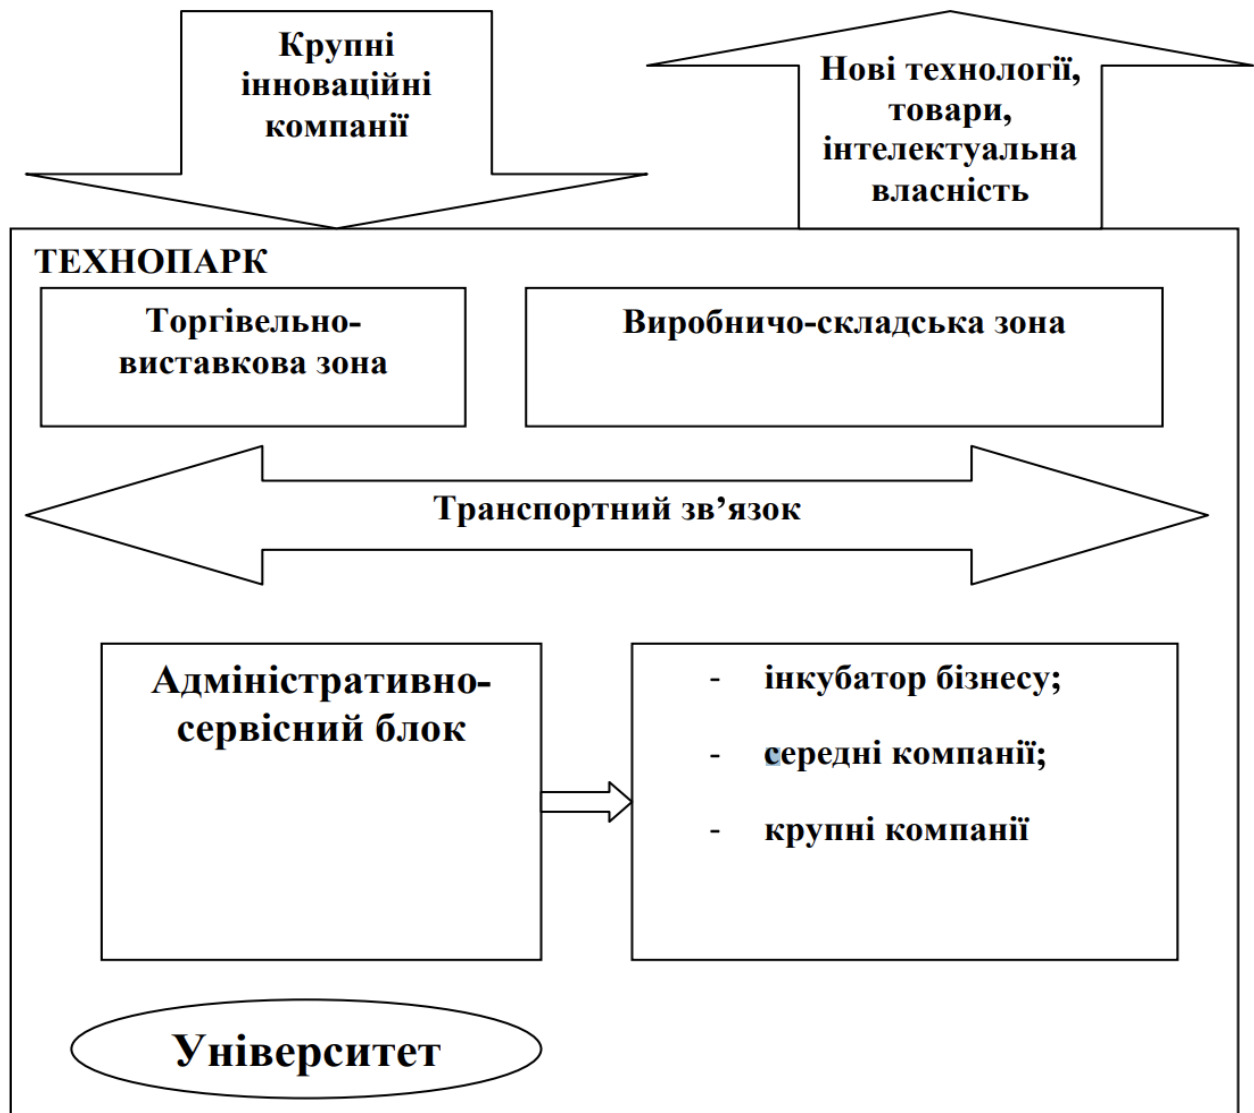 Крупні
інноваційні
компанії
Нові технології,
товари,
інтелектуальна
власність
ТЕХНОПАРК
Торгівельно-
виставкова зона
Виробничо-складська зона
Транспортний зв’язок
Адміністративно-
сервісний блок
- інкубатор бізнесу;
- середні компанії;
- крупні компанії
Університет